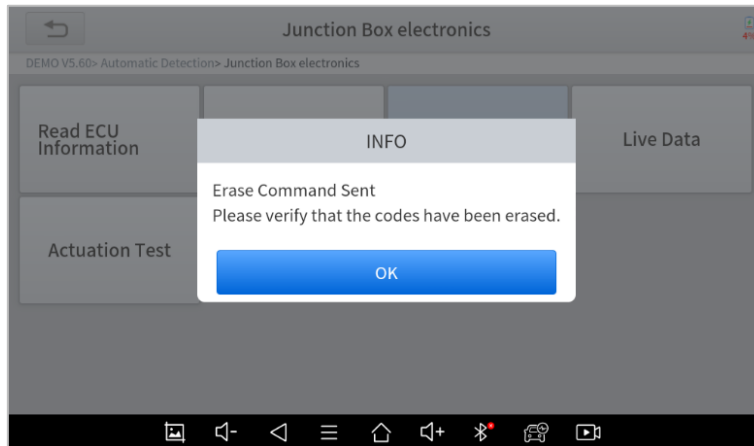 Junction Box electronics
4%
DEMO V5.60> Automatic Detection> Junction Box electronics
Read ECU
Information
Live Data
INFO
Erase Command Sent
Please verify that the codes have been erased.
OK
Actuation Test